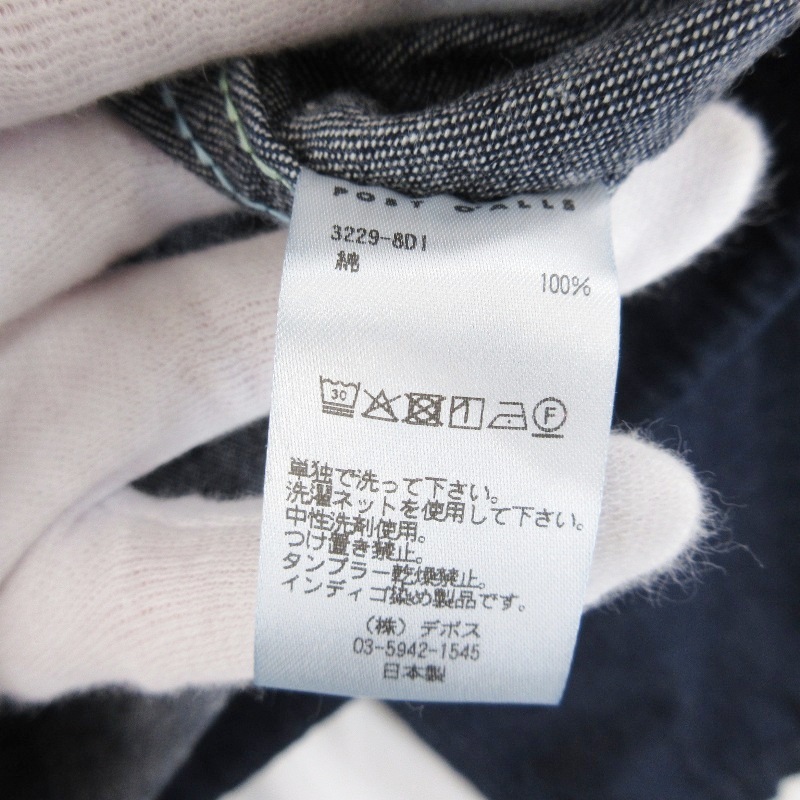 POST O'ALLS
3229-8DI
綿 100%
30
F
単独で洗って下さい。
洗濯ネットを使用して下さい。
中性洗剤使用。
つけ置き禁止。
タンブラー乾燥禁止。
インディゴ染め製品です。
(株) デポス
03-5942-1545
日本製